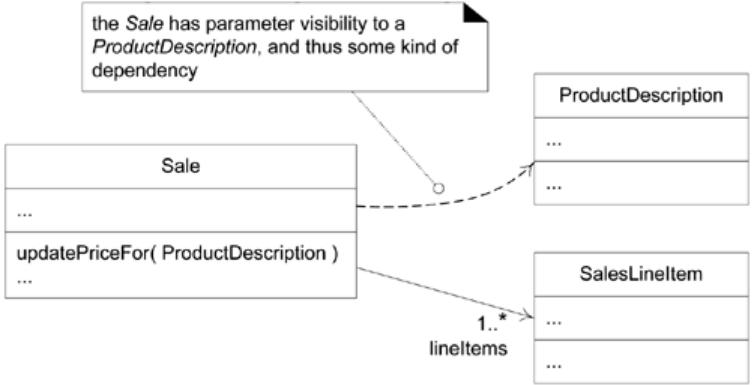 the Sale has parameter visibility to a
ProductDescription, and thus some kind of
dependency
ProductDescription
...
...
Sale
...
updatePriceFor( ProductDescription )
...
SalesLineItem
...
...
1..*
lineItems